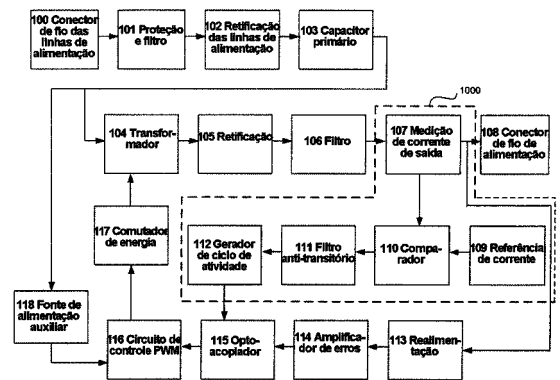 100 Conector
de fio das
linhas de
alimentação
101 Proteção
e filtro
102 Retificação
das linhas de
alimentação
103 Capacitor
primário
1000
104 Transfor-
mador
105 Retificação
106 Filtro
107 Medição
de corrente
de saída
108 Conector
de fio de
alimentação
117 Comutador
de energia
112 Gerador
de ciclo de
atividade
111 Filtro
anti-transitório
110 Compa-
rador
109 Referência
de corrente
118 Fonte de
alimentação
auxiliar
116 Circuito de
controle PWM
115 Opto-
acoplador
114 Amplifica-
dor de erros
113 Realimen-
tação